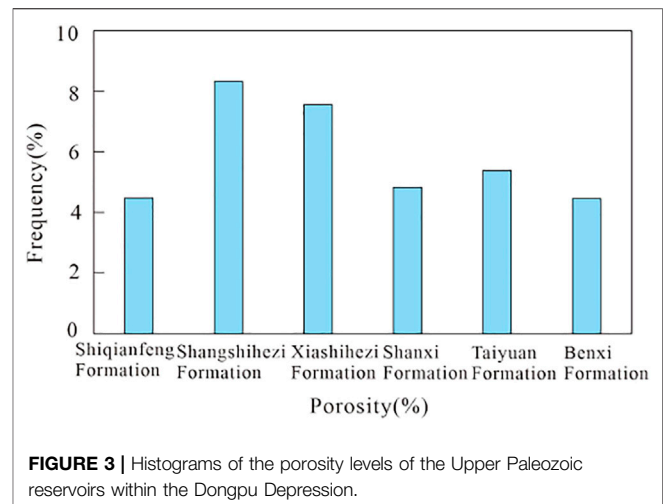 10
8
6
4
2
0
Frequency(%)
Shiqianfeng Shangshihezi Xiashihezi Shanxi Taiyuan Benxi
Formation Formation Formation Formation Formation Formation
Porosity(%)
FIGURE 3 | Histograms of the porosity levels of the Upper Paleozoic
reservoirs within the Dongpu Depression.